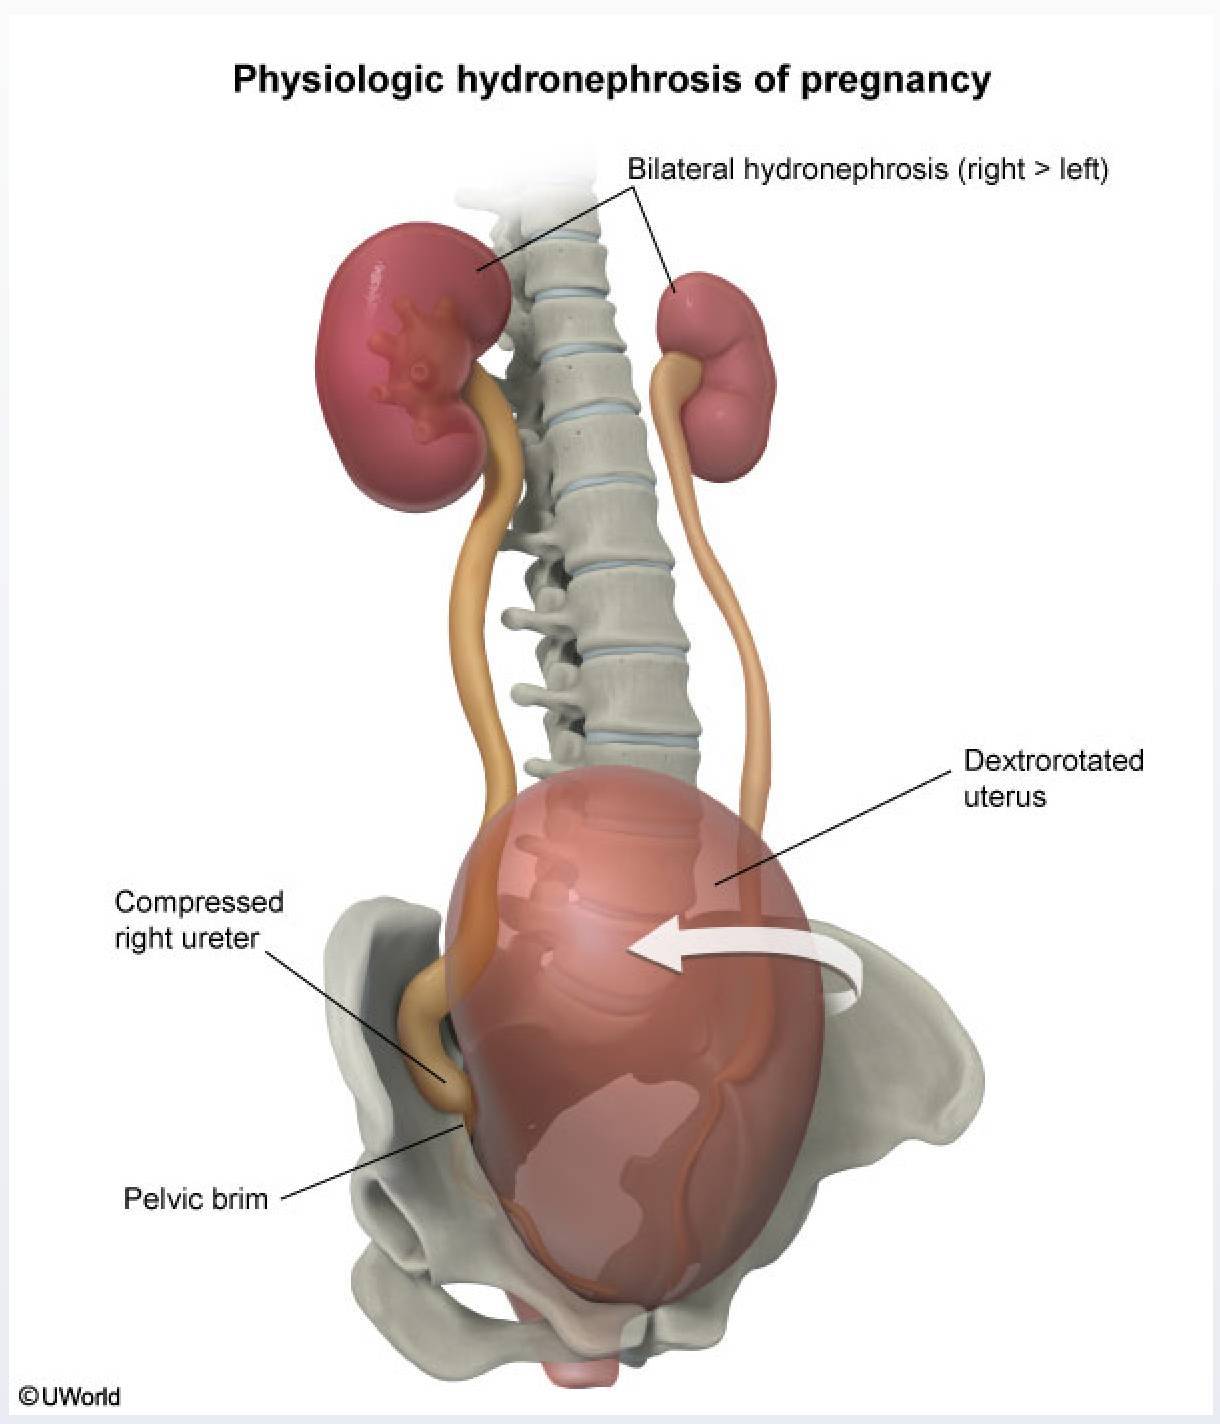 Physiologic hydronephrosis of pregnancy
Bilateral hydronephrosis (right > left)
Dextrorotated
uterus
Compressed
right ureter
Pelvic brim
©UWorld